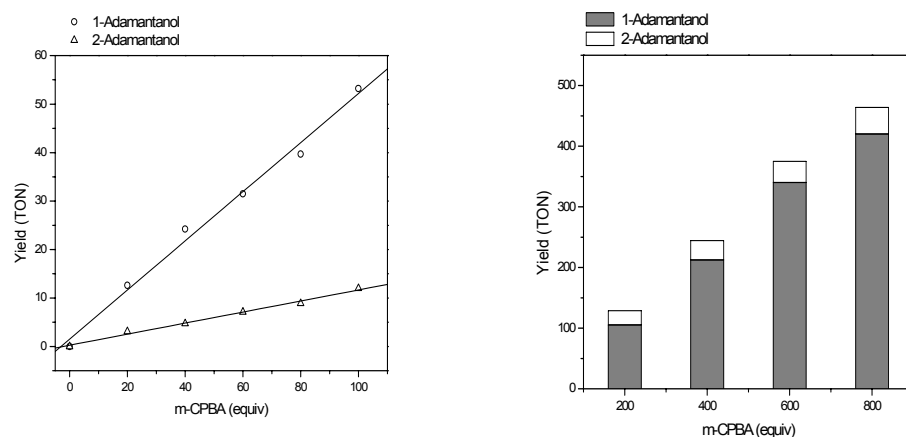 1-Adamantanol
2-Adamantanol
60
50
40
30
20
10
0
Yield (TON)
0 20 40 60 80 100
m-CPBA (equiv)
1-Adamantanol
2-Adamantanol
500
400
300
200
100
0
Yield (TON)
200 400 600 800
m-CPBA (equiv)